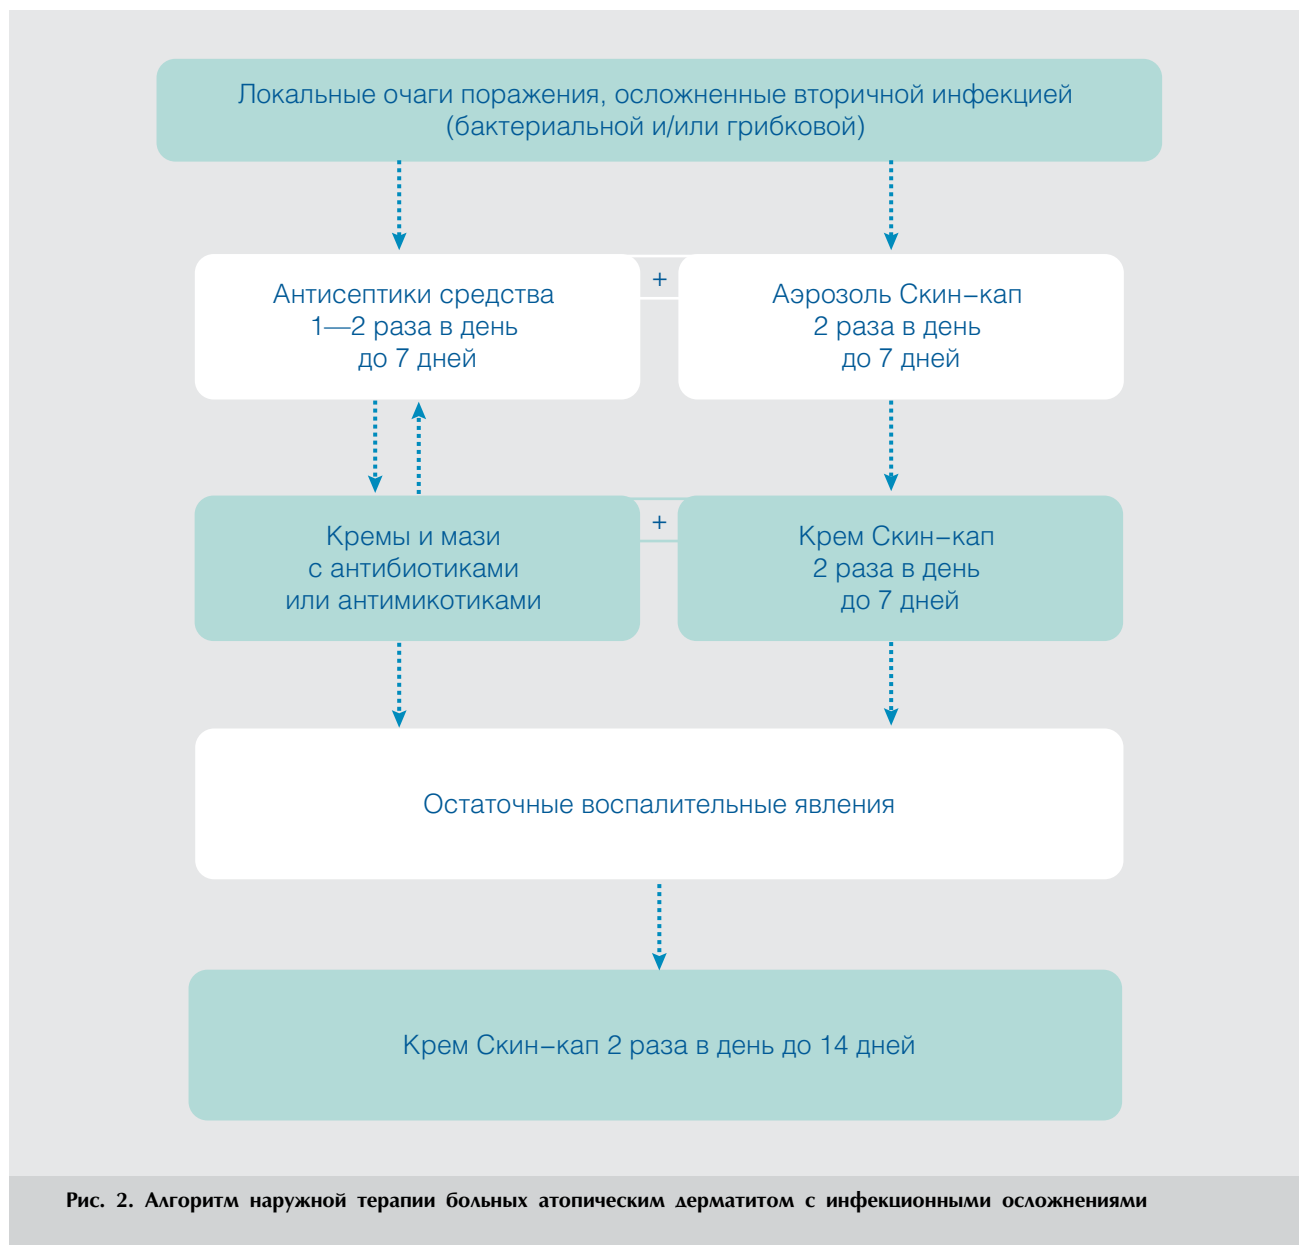 Локальные очаги поражения, осложненные вторичной инфекцией
(бактериальной и/или грибковой)
Антисептики средства
1—2 раза в день
до 7 дней
+
Аэрозоль Скин–кап
2 раза в день
до 7 дней
Кремы и мази
с антибиотиками
или антимикотиками
+
Крем Скин–кап
2 раза в день
до 7 дней
Остаточные воспалительные явления
Крем Скин–кап 2 раза в день до 14 дней
Рис. 2. Алгоритм наружной терапии больных атопическим дерматитом с инфекционными осложнениями